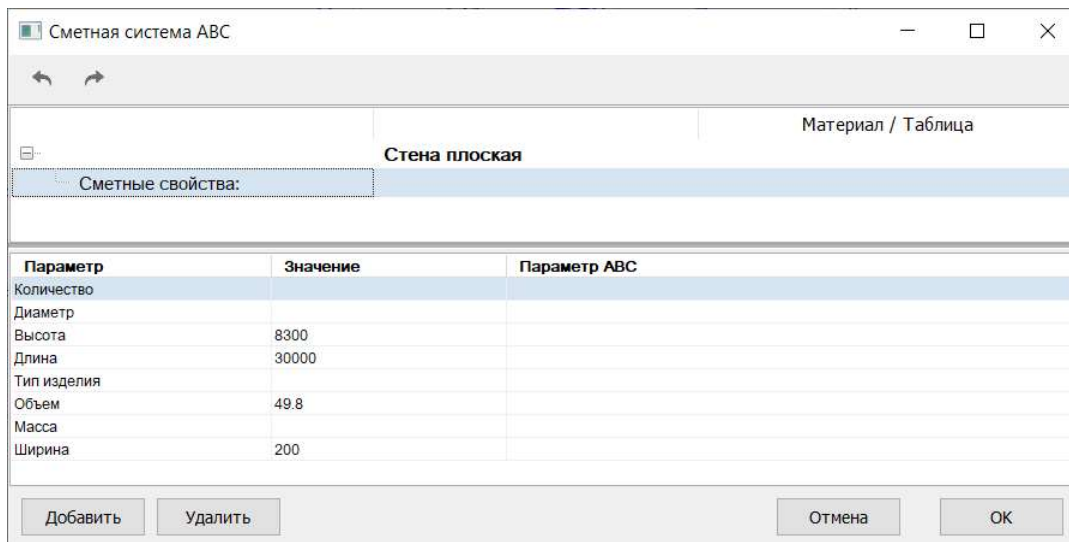 Сметная система АВС
Материал / Таблица
Стена плоская
Сметные свойства:
Параметр Значение Параметр АВС
Количество
Диаметр
Высота 8300
Длина 30000
Тип изделия
Объем 49.8
Масса
Ширина 200
Добавить Удалить Отмена ОК